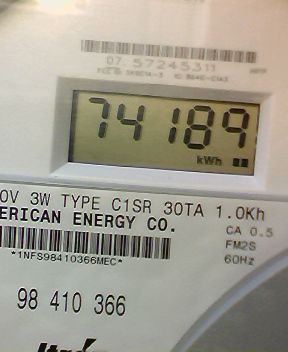 07 57245311
74189
kWh
0V 3W TYPE C1SR 30TA 1.0Kh
ERICAN ENERGY CO.
CA 0.5
FM2S
*1NFS98410366MEC*
60Hz
98 410 366